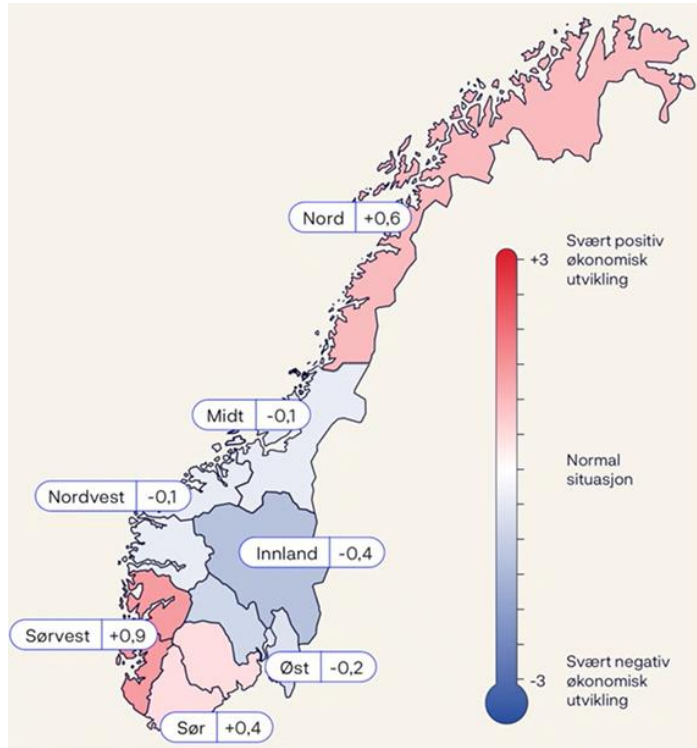 Nord +0,6
Svært positiv
+3 økonomisk
utvikling
Midt -0,1
Normal
situasjon
Nordvest -0,1
Innland -0,4
Sørvest +0,9
Øst -0,2
Svært negativ
-3 økonomisk
utvikling
Sør +0,4